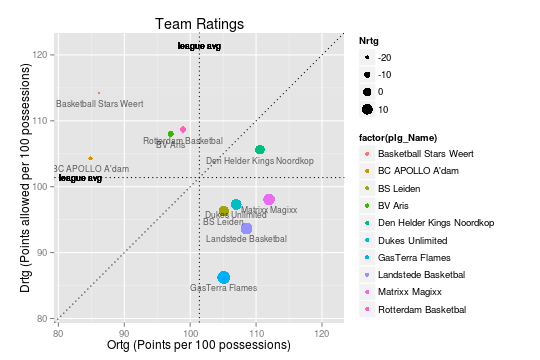 Team Ratings
league avg
120
110
100
90
80
Drtg (Points allowed per 100 possessions)
Basketball Stars Weert
Rotterdam Basketbal
BV Aris
BC APOLLO A'dam
Den Helder Kings Noordkop
league avg
Matrixx Magixx
Dukes Unlimited
BS Leiden
Landstede Basketbal
GasTerra Flames
80
90
100
110
120
Ortg (Points per 100 possessions)
Nrtg
-20
-10
0
10
factor(plg_Name)
Basketball Stars Weert
BC APOLLO A'dam
BS Leiden
BV Aris
Den Helder Kings Noordkop
Dukes Unlimited
GasTerra Flames
Landstede Basketbal
Matrixx Magixx
Rotterdam Basketbal